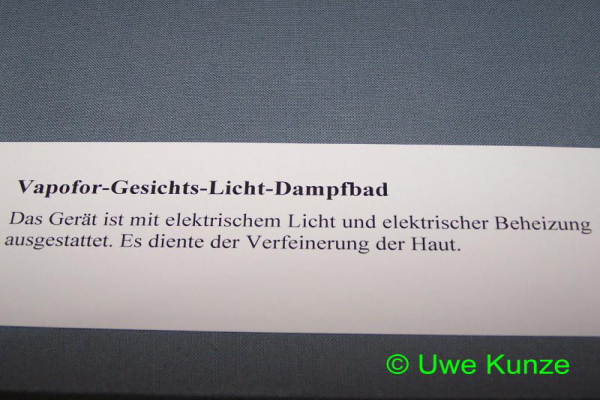 Vapofor-Gesichts-Licht-Dampfbad
Das Gerät ist mit elektrischem Licht und elektrischer Beheizung
ausgestattet. Es diente der Verfeinerung der Haut.
© Uwe Kunze